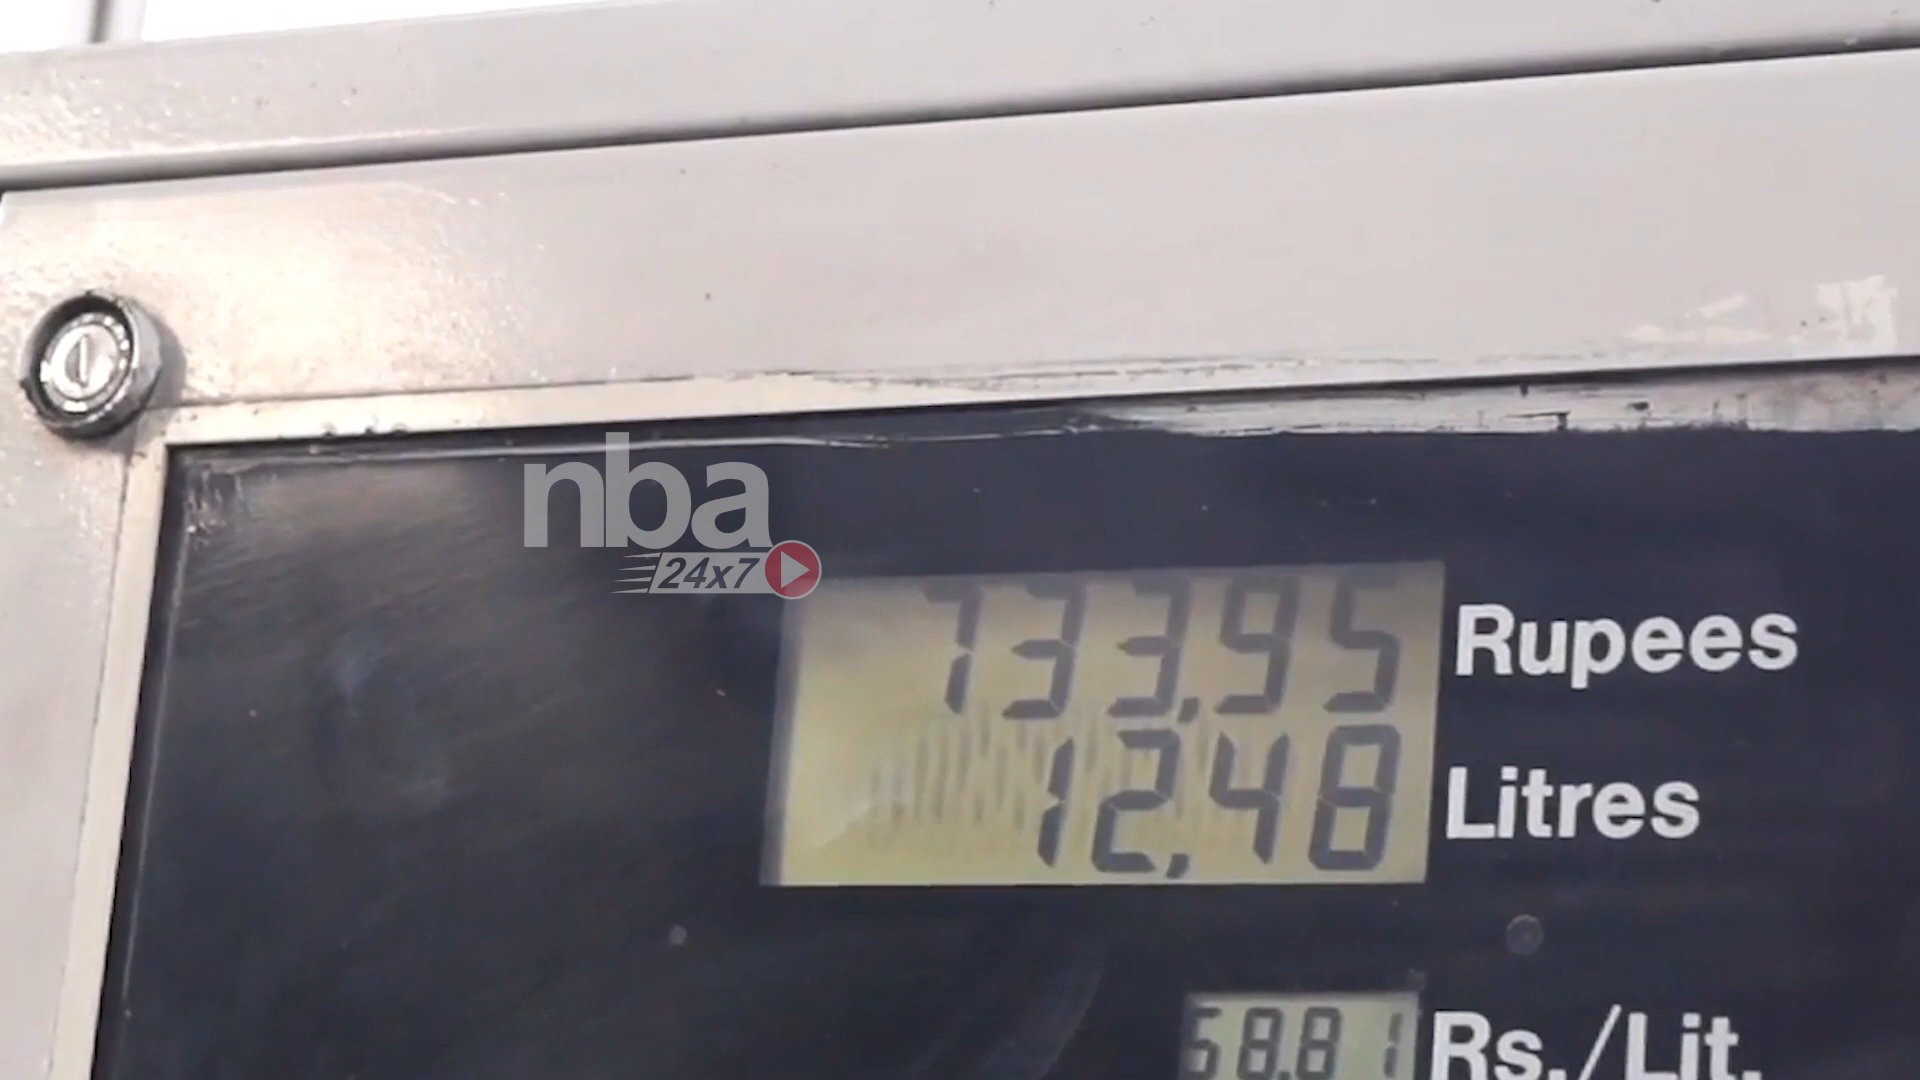 nba
24x7
733.95 Rupees
12.48 Litres
58.81 Rs./Lit.